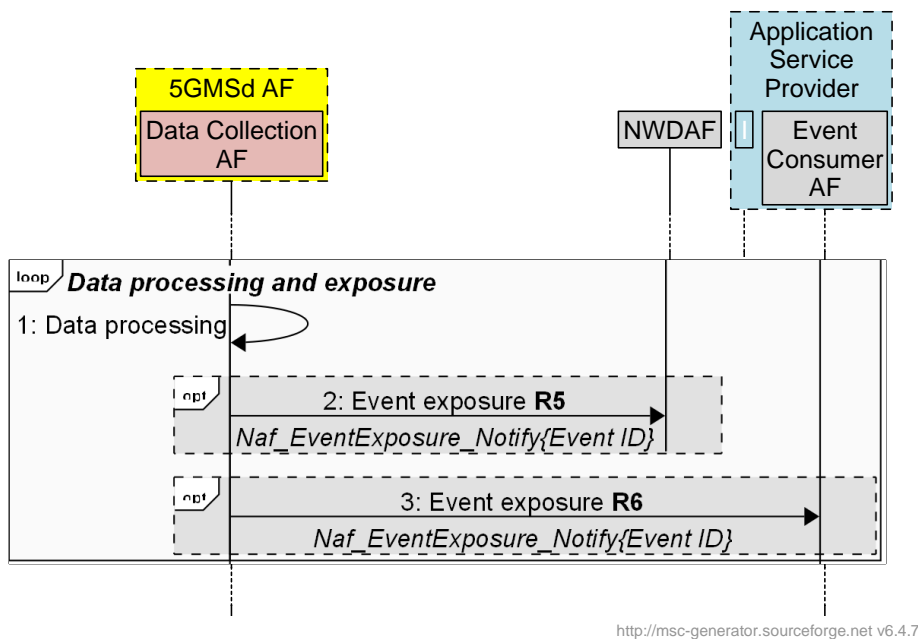 Application
Service
Provider
5GMSd AF
Data Collection
AF
NWDAF
I
Event
Consumer
AF
loop
Data processing and exposure
1: Data processing
opt
2: Event exposure R5
Naf_EventExposure_Notify{Event ID}
opt
3: Event exposure R6
Naf_EventExposure_Notify{Event ID}
http://msc-generator.sourceforge.net v6.4.7